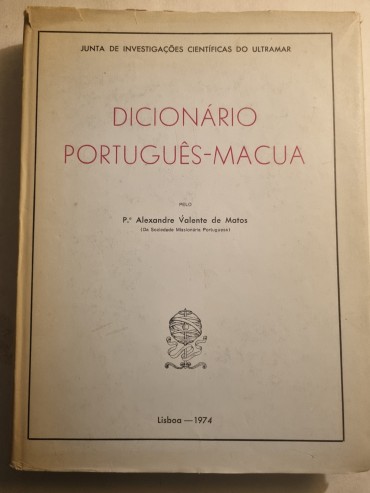 JUNTA DE INVESTIGAÇÕES CIENTÍFICAS DO ULTRAMAR
DICIONÁRIO
PORTUGUÊS-MACUA
PELO
P.e Alexandre Valente de Matos
(Da Sociedade Missionária Portuguesa)
Lisboa — 1974